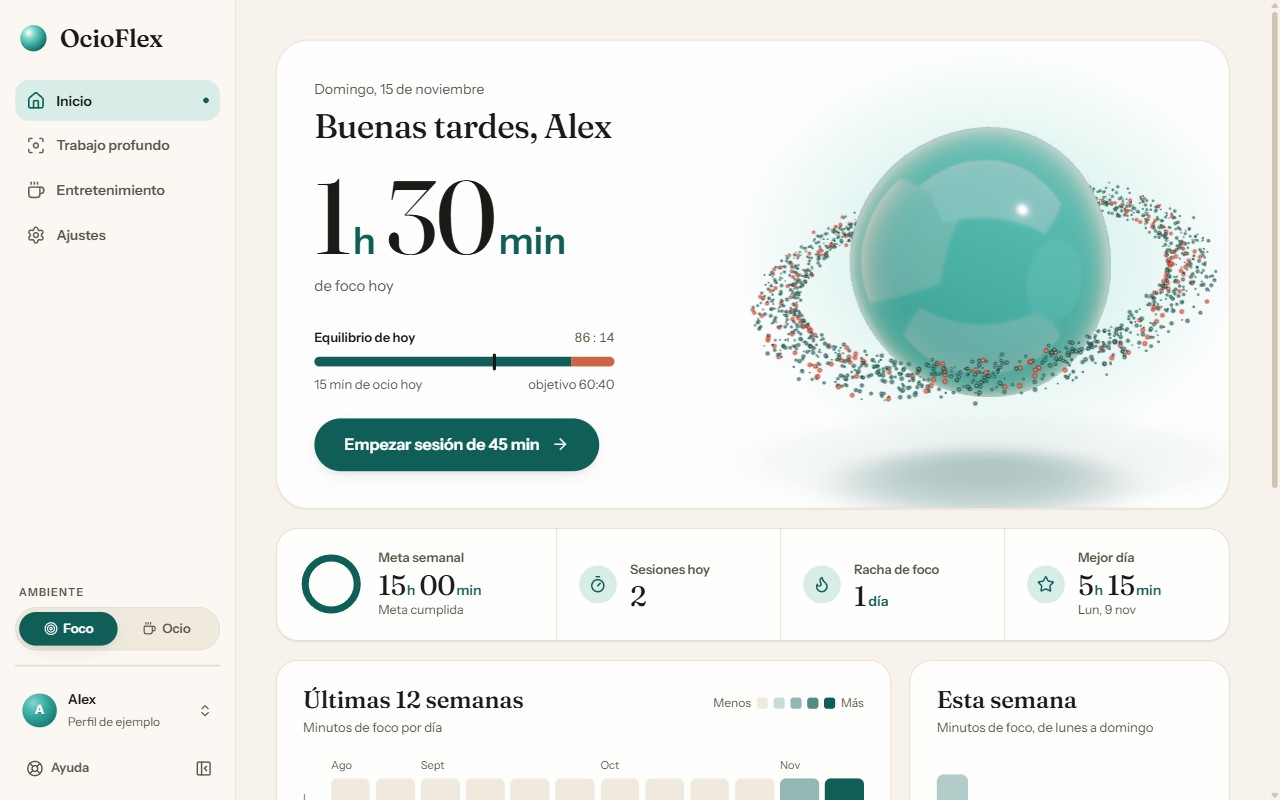 OcioFlex
Inicio
Trabajo profundo
Entretenimiento
Ajustes
AMBIENTE
Foco
Ocio
A
Alex
Perfil de ejemplo
Ayuda
Domingo, 15 de noviembre
Buenas tardes, Alex
1h 30min
de foco hoy
Equilibrio de hoy
86 : 14
15 min de ocio hoy
objetivo 60:40
Empezar sesión de 45 min
Meta semanal
15h 00min
Meta cumplida
Sesiones hoy
2
Racha de foco
1día
Mejor día
5h 15min
Lun, 9 nov
Últimas 12 semanas
Minutos de foco por día
Menos
Más
Ago
Sept
Oct
Nov
L
Esta semana
Minutos de foco, de lunes a domingo